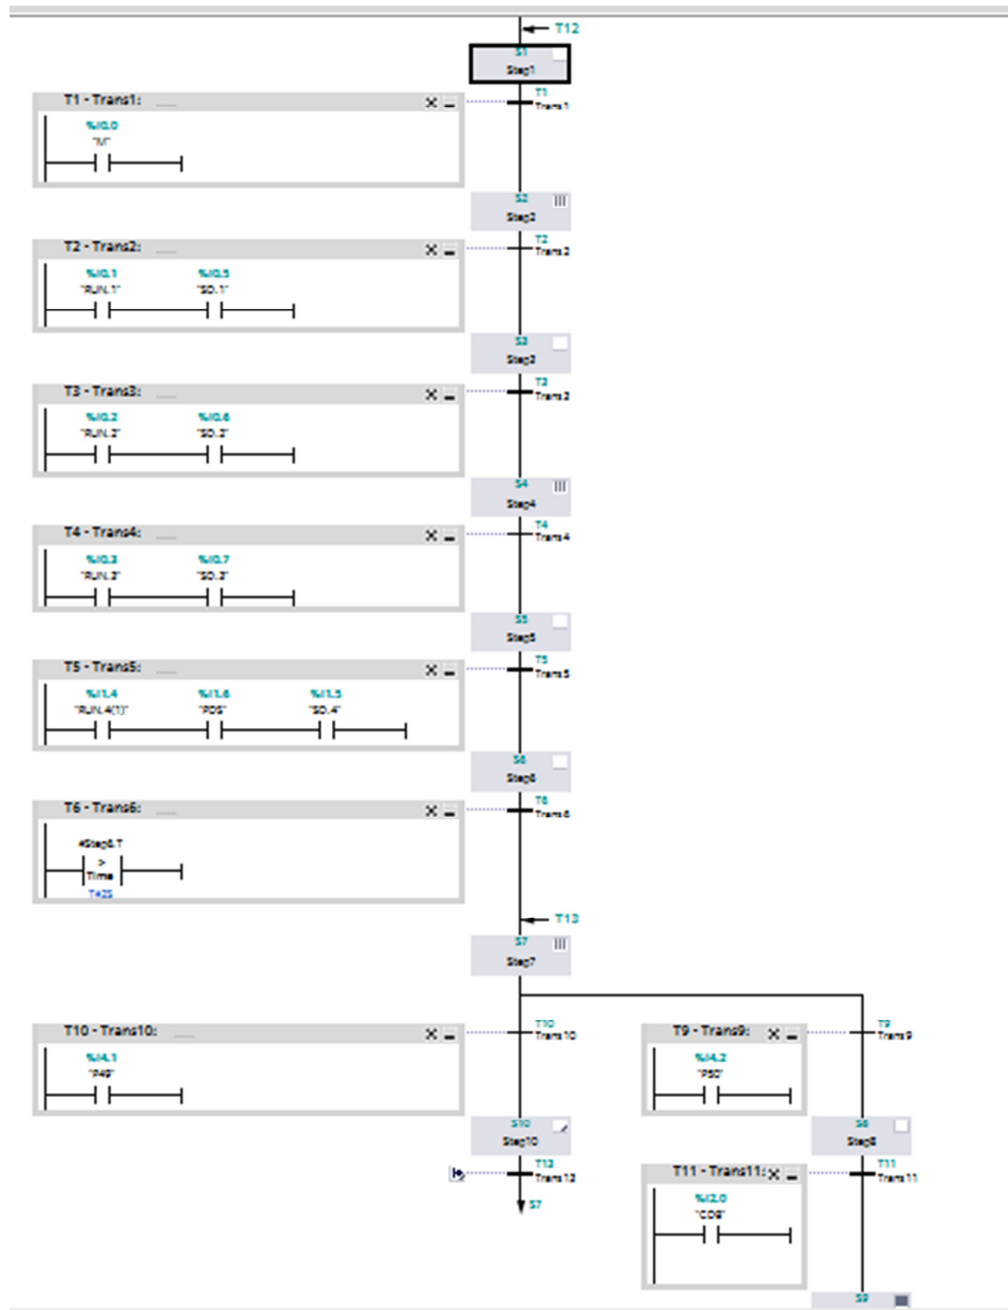 T12
S1
Step1
T1 - Trans1:
T1
Trans1
%I0.0
"M"
S2
Step2
T2 - Trans2:
T2
Trans2
%I0.1
%I0.5
"RUN.1"
"SD.1"
S3
Step3
T3 - Trans3:
T3
Trans3
%I0.2
%I0.6
"RUN.2"
"SD.2"
S4
Step4
T4 - Trans4:
T4
Trans4
%I0.3
%I0.7
"RUN.3"
"SD.3"
S5
Step5
T5 - Trans5:
T5
Trans5
%I1.4
%I1.6
%I1.5
"RUN.4(1)"
"POS"
"SD.4"
S6
Step6
T6 - Trans6:
T6
Trans6
#Step6.T
>
Time
T#2S
T13
S7
Step7
T10 - Trans10:
T10
Trans10
T9 - Trans9:
T9
Trans9
%I4.1
"P49"
%I4.2
"P50"
S10
Step10
S8
Step8
T13
Trans13
T11 - Trans11:
T11
Trans11
S7
%I2.0
S9